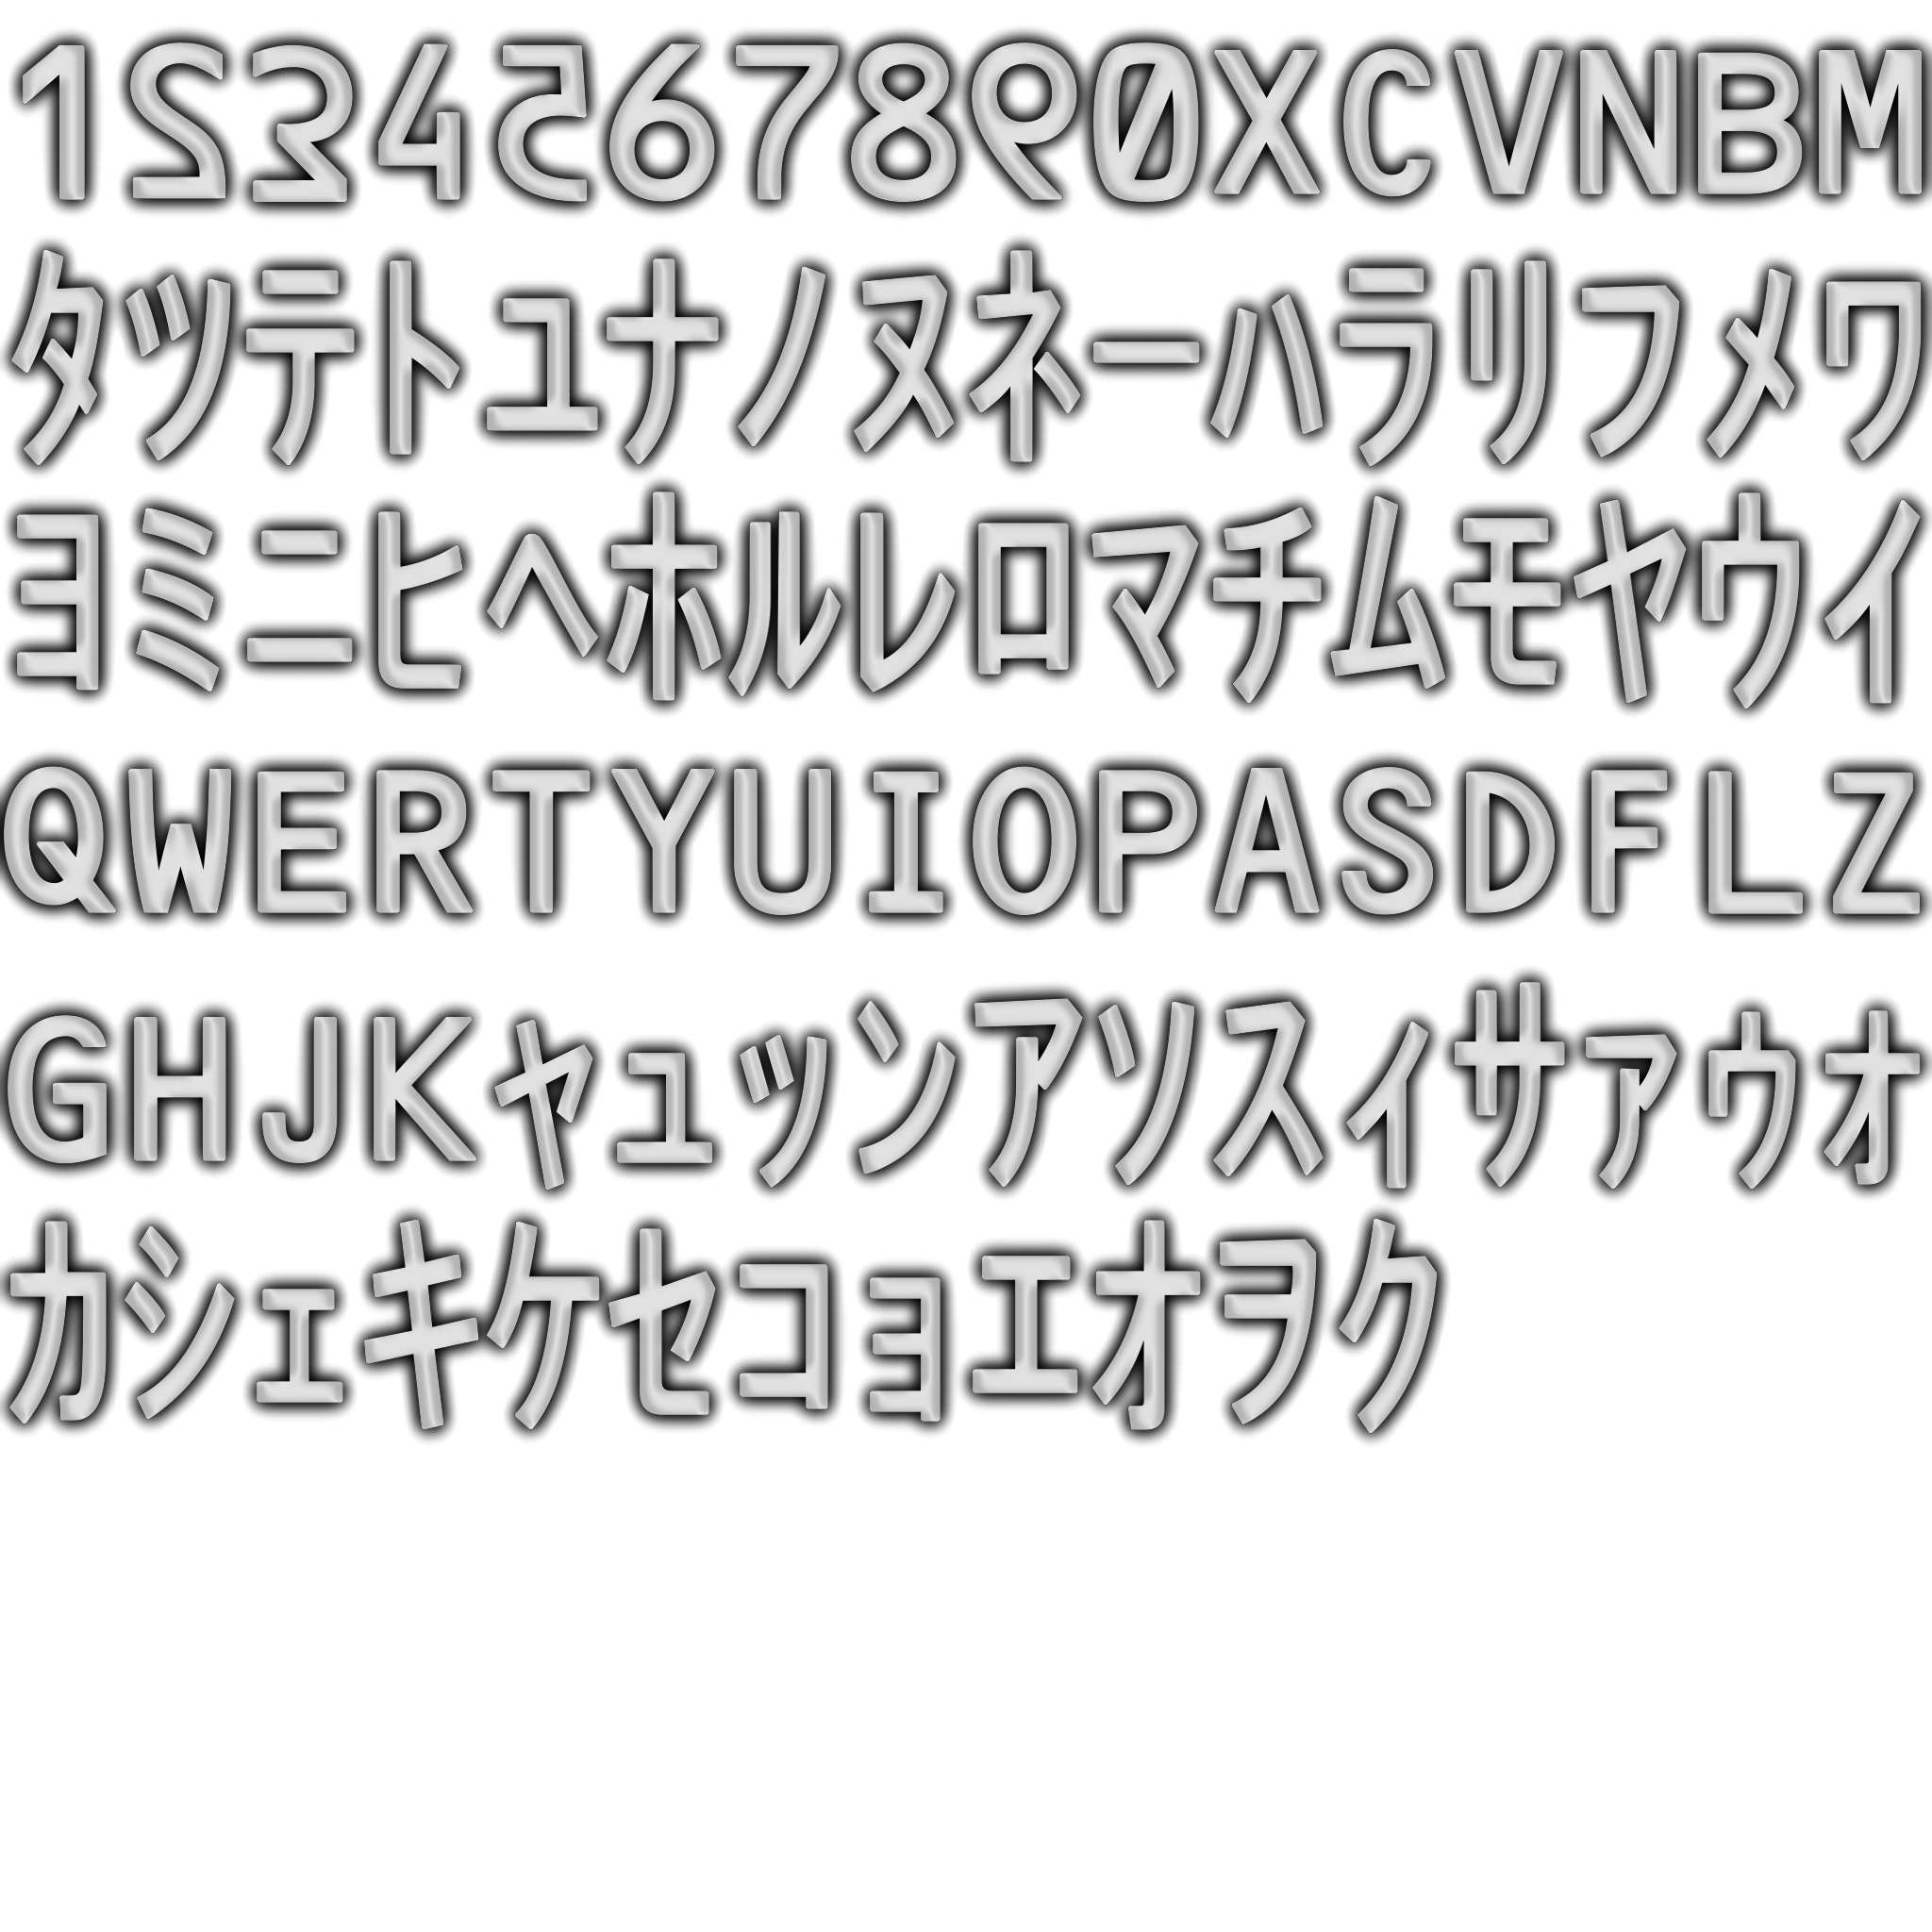 1234567890XCVNBM
ﾀﾂﾃﾄﾕﾅﾉﾇﾈｰﾊﾗﾘﾌﾒﾜ
ﾖﾐﾆﾋﾍﾎﾙﾚﾛﾏﾁﾑﾓﾔｳｲ
QWERTYUIOPASDFLZ
GHJKｬｭｯﾝｱｿｽｨｻｧｩｫ
ｶｼｪｷｹｾｺｮｴｵｦｸ